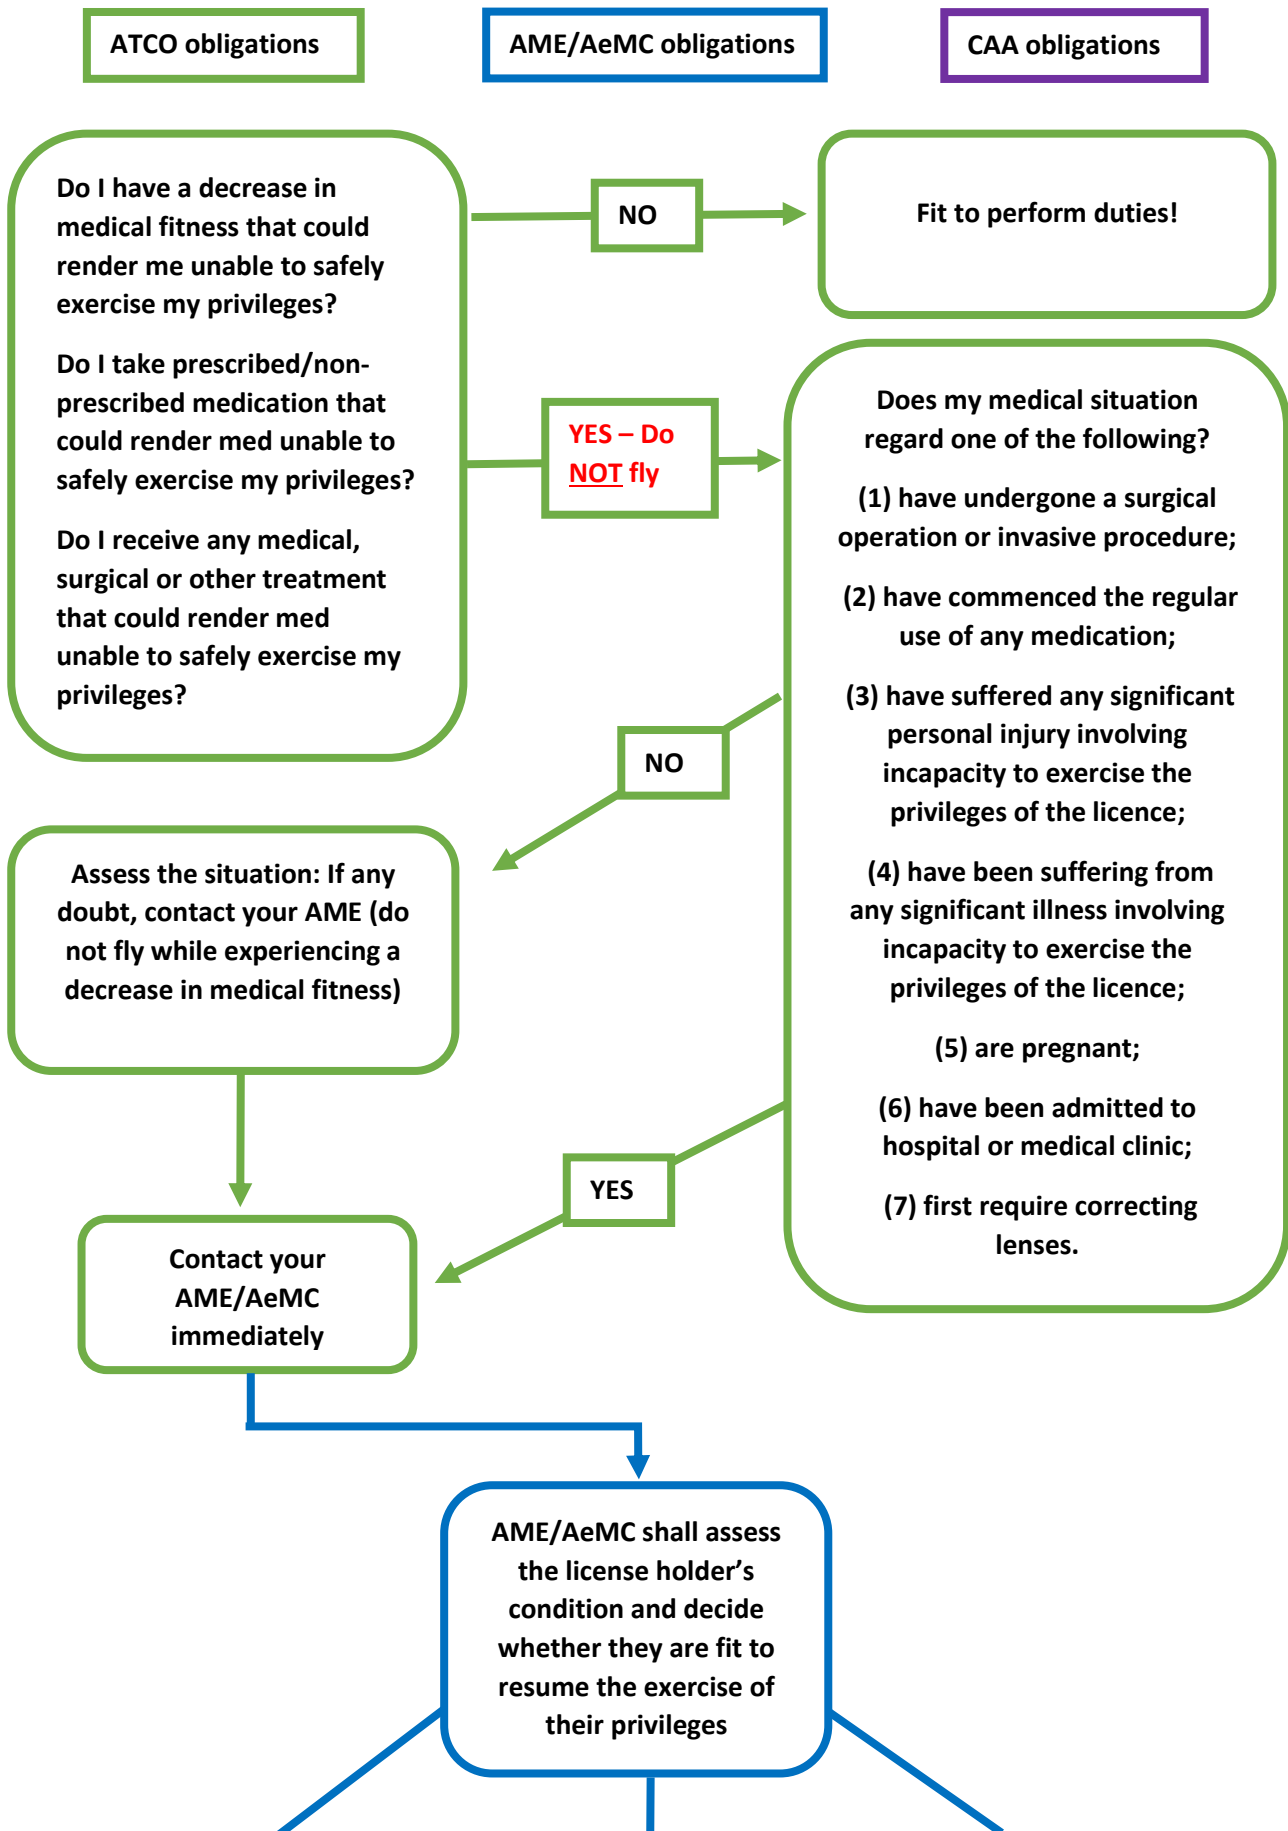 ATCO obligations
AME/AeMC obligations
CAA obligations
Do I have a decrease in
medical fitness that could
render me unable to safely
exercise my privileges?
Do I take prescribed/non-
prescribed medication that
could render med unable to
safely exercise my privileges?
Do I receive any medical,
surgical or other treatment
that could render med
unable to safely exercise my
privileges?
NO
Fit to perform duties!
YES – Do
NOT fly
Does my medical situation
regard one of the following?
(1) have undergone a surgical
operation or invasive procedure;
(2) have commenced the regular
use of any medication;
(3) have suffered any significant
personal injury involving
incapacity to exercise the
privileges of the licence;
(4) have been suffering from
any significant illness involving
incapacity to exercise the
privileges of the licence;
(5) are pregnant;
(6) have been admitted to
hospital or medical clinic;
(7) first require correcting
lenses.
NO
Assess the situation: If any
doubt, contact your AME (do
not fly while experiencing a
decrease in medical fitness)
YES
Contact your
AME/AeMC
immediately
AME/AeMC shall assess
the license holder’s
condition and decide
whether they are fit to
resume the exercise of
their privileges